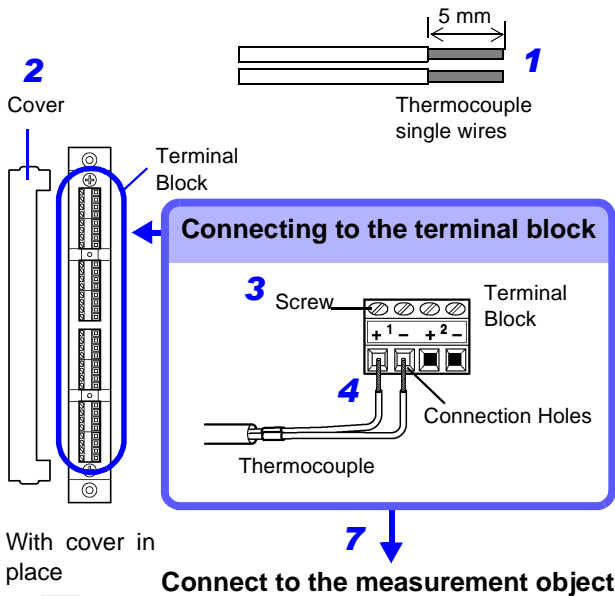 5 mm
1
2
Cover
Thermocouple
single wires
Terminal
Block
Connecting to the terminal block
3
Screw
Terminal
Block
+ 1 − + 2 −
4
Connection Holes
Thermocouple
With cover in
place
7
Connect to the measurement object